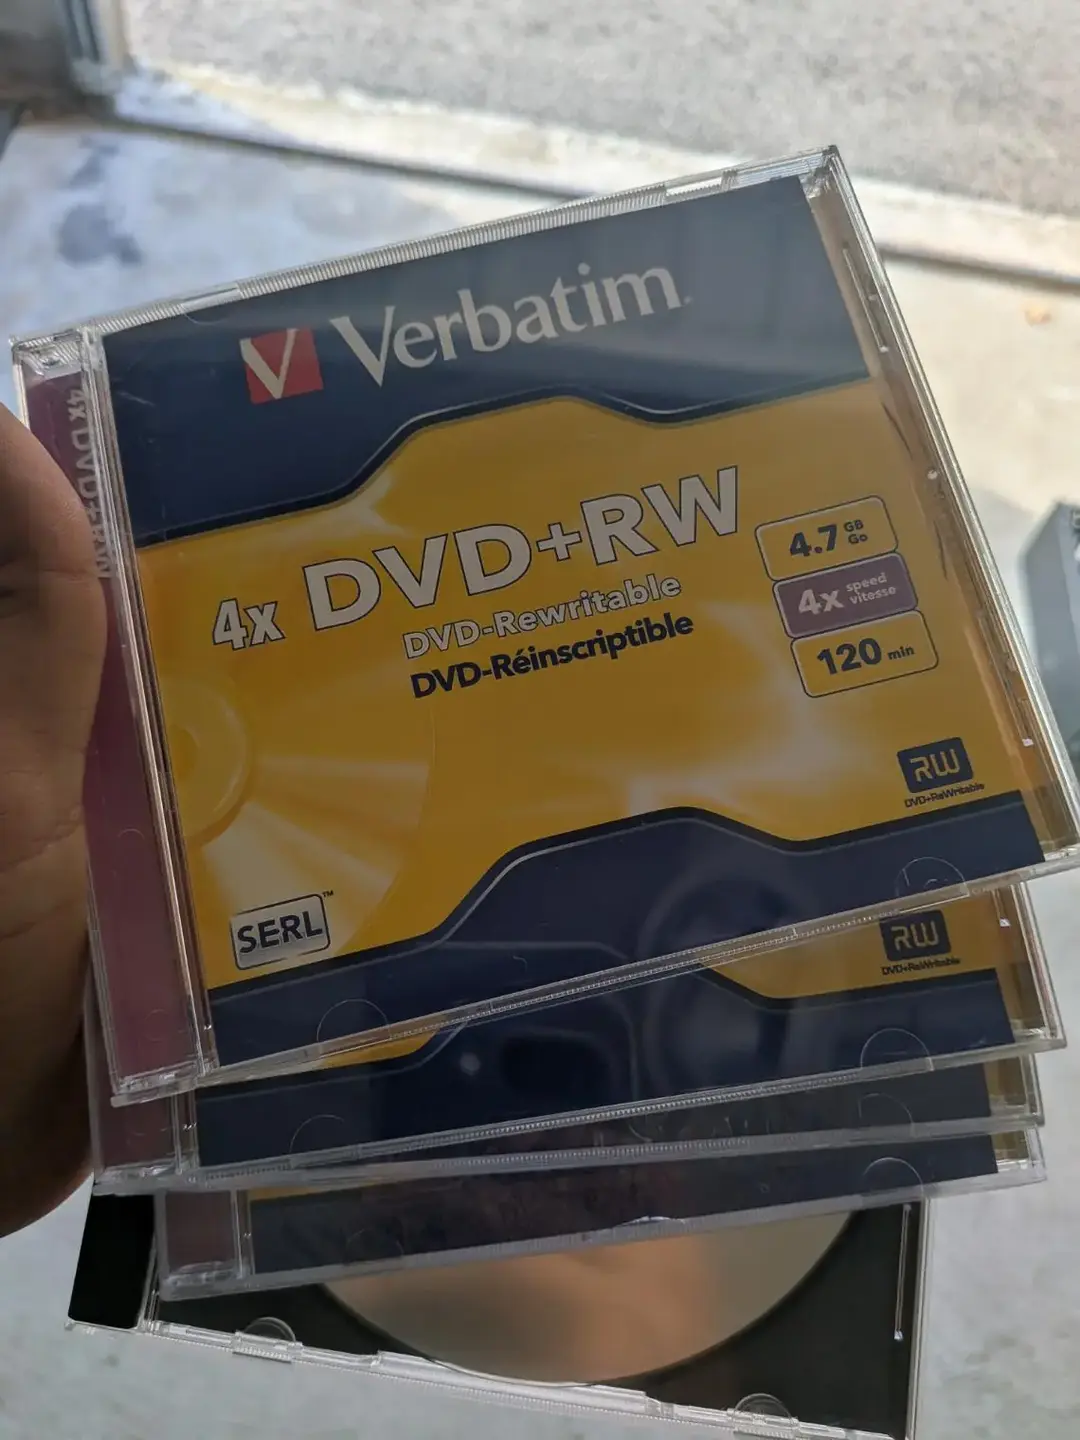 V Verbatim
4x DVD+RW
4x DVD+RW
DVD-Rewritable
DVD-Réinscriptible
4.7 GB Go
4x speed vitesse
120 min
RW
DVD+ReWritable
SERL™
RW
DVD+ReWritable